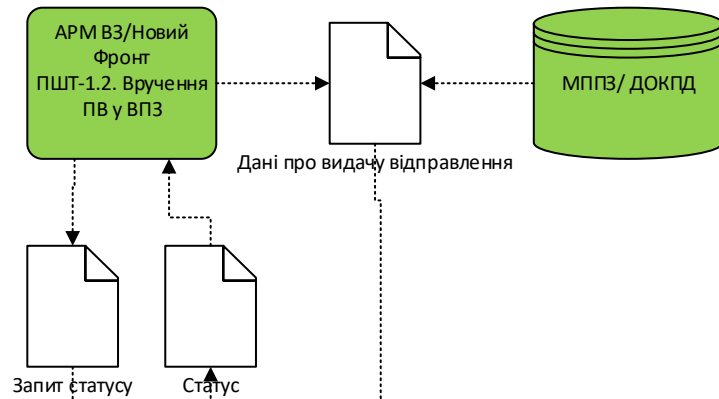 АРМ ВЗ/Новий
Фронт
ПШТ-1.2. Вручення
ПВ у ВПЗ
МППЗ/ ДОКПД
Дані про видачу відправлення
Запит статусу
Статус